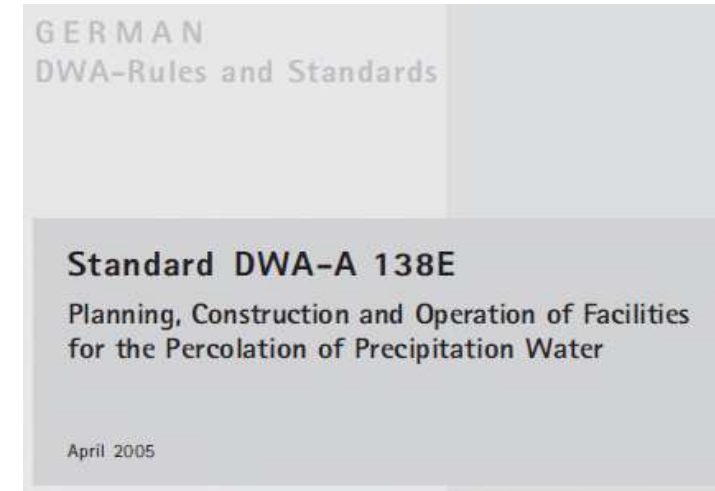 GERMAN
DWA-Rules and Standards
Standard DWA-A 138E
Planning, Construction and Operation of Facilities
for the Percolation of Precipitation Water
April 2005